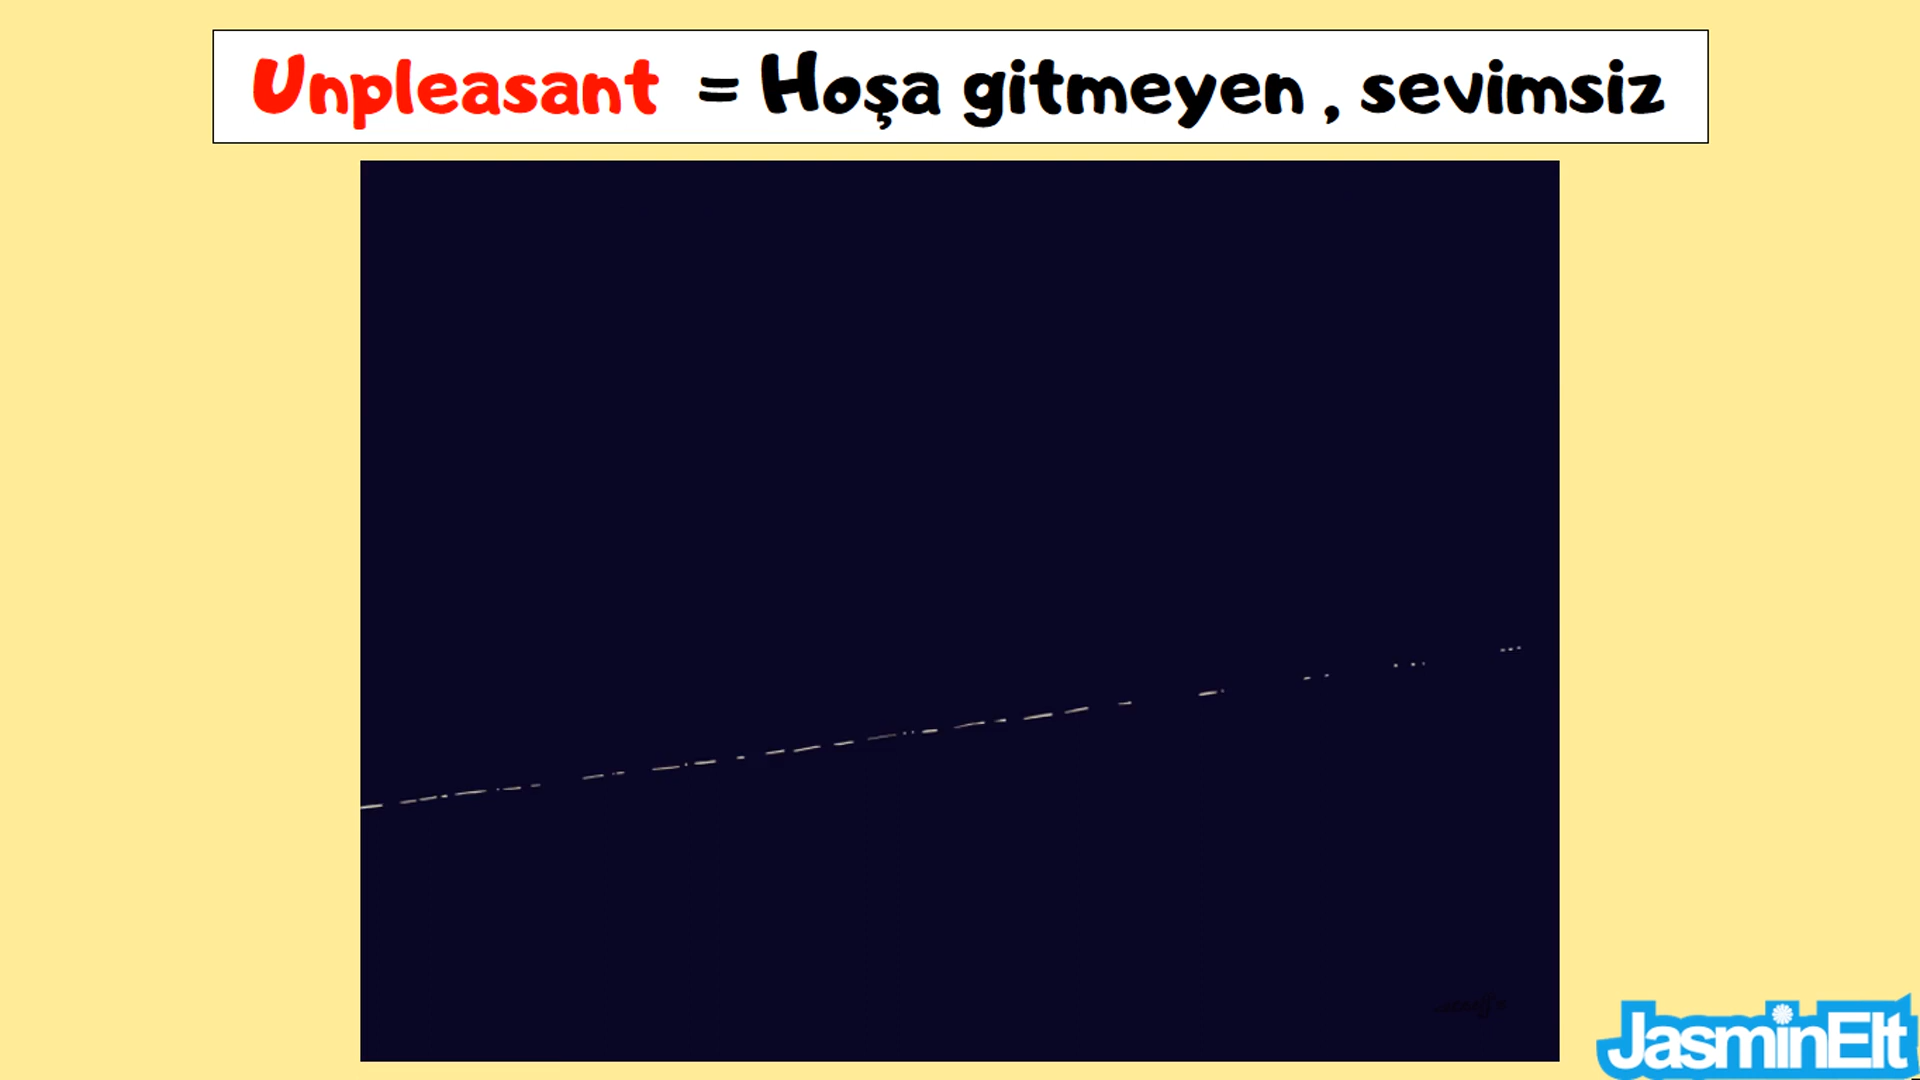 Unpleasant = Hoşa gitmeyen , sevimsiz
JasminElt